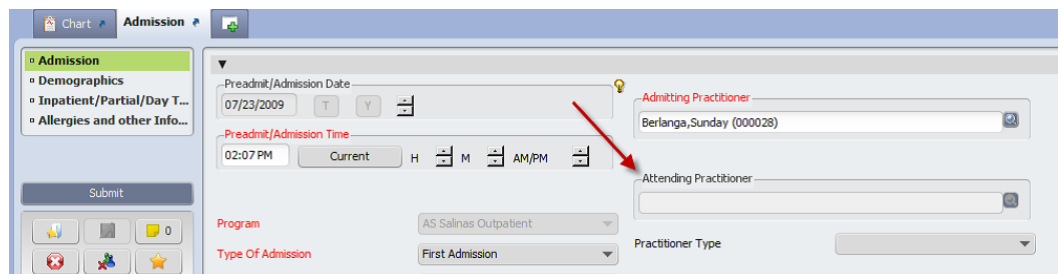 Chart
Admission
Admission
Demographics
Inpatient/Partial/Day T...
Allergies and other Info...
Submit
0
Preadmit/Admission Date
07/23/2009 T Y
Preadmit/Admission Time
02:07 PM Current H M AM/PM
Program AS Salinas Outpatient
Type Of Admission First Admission
Admitting Practitioner
Berlanga,Sunday (000028)
Attending Practitioner
Practitioner Type